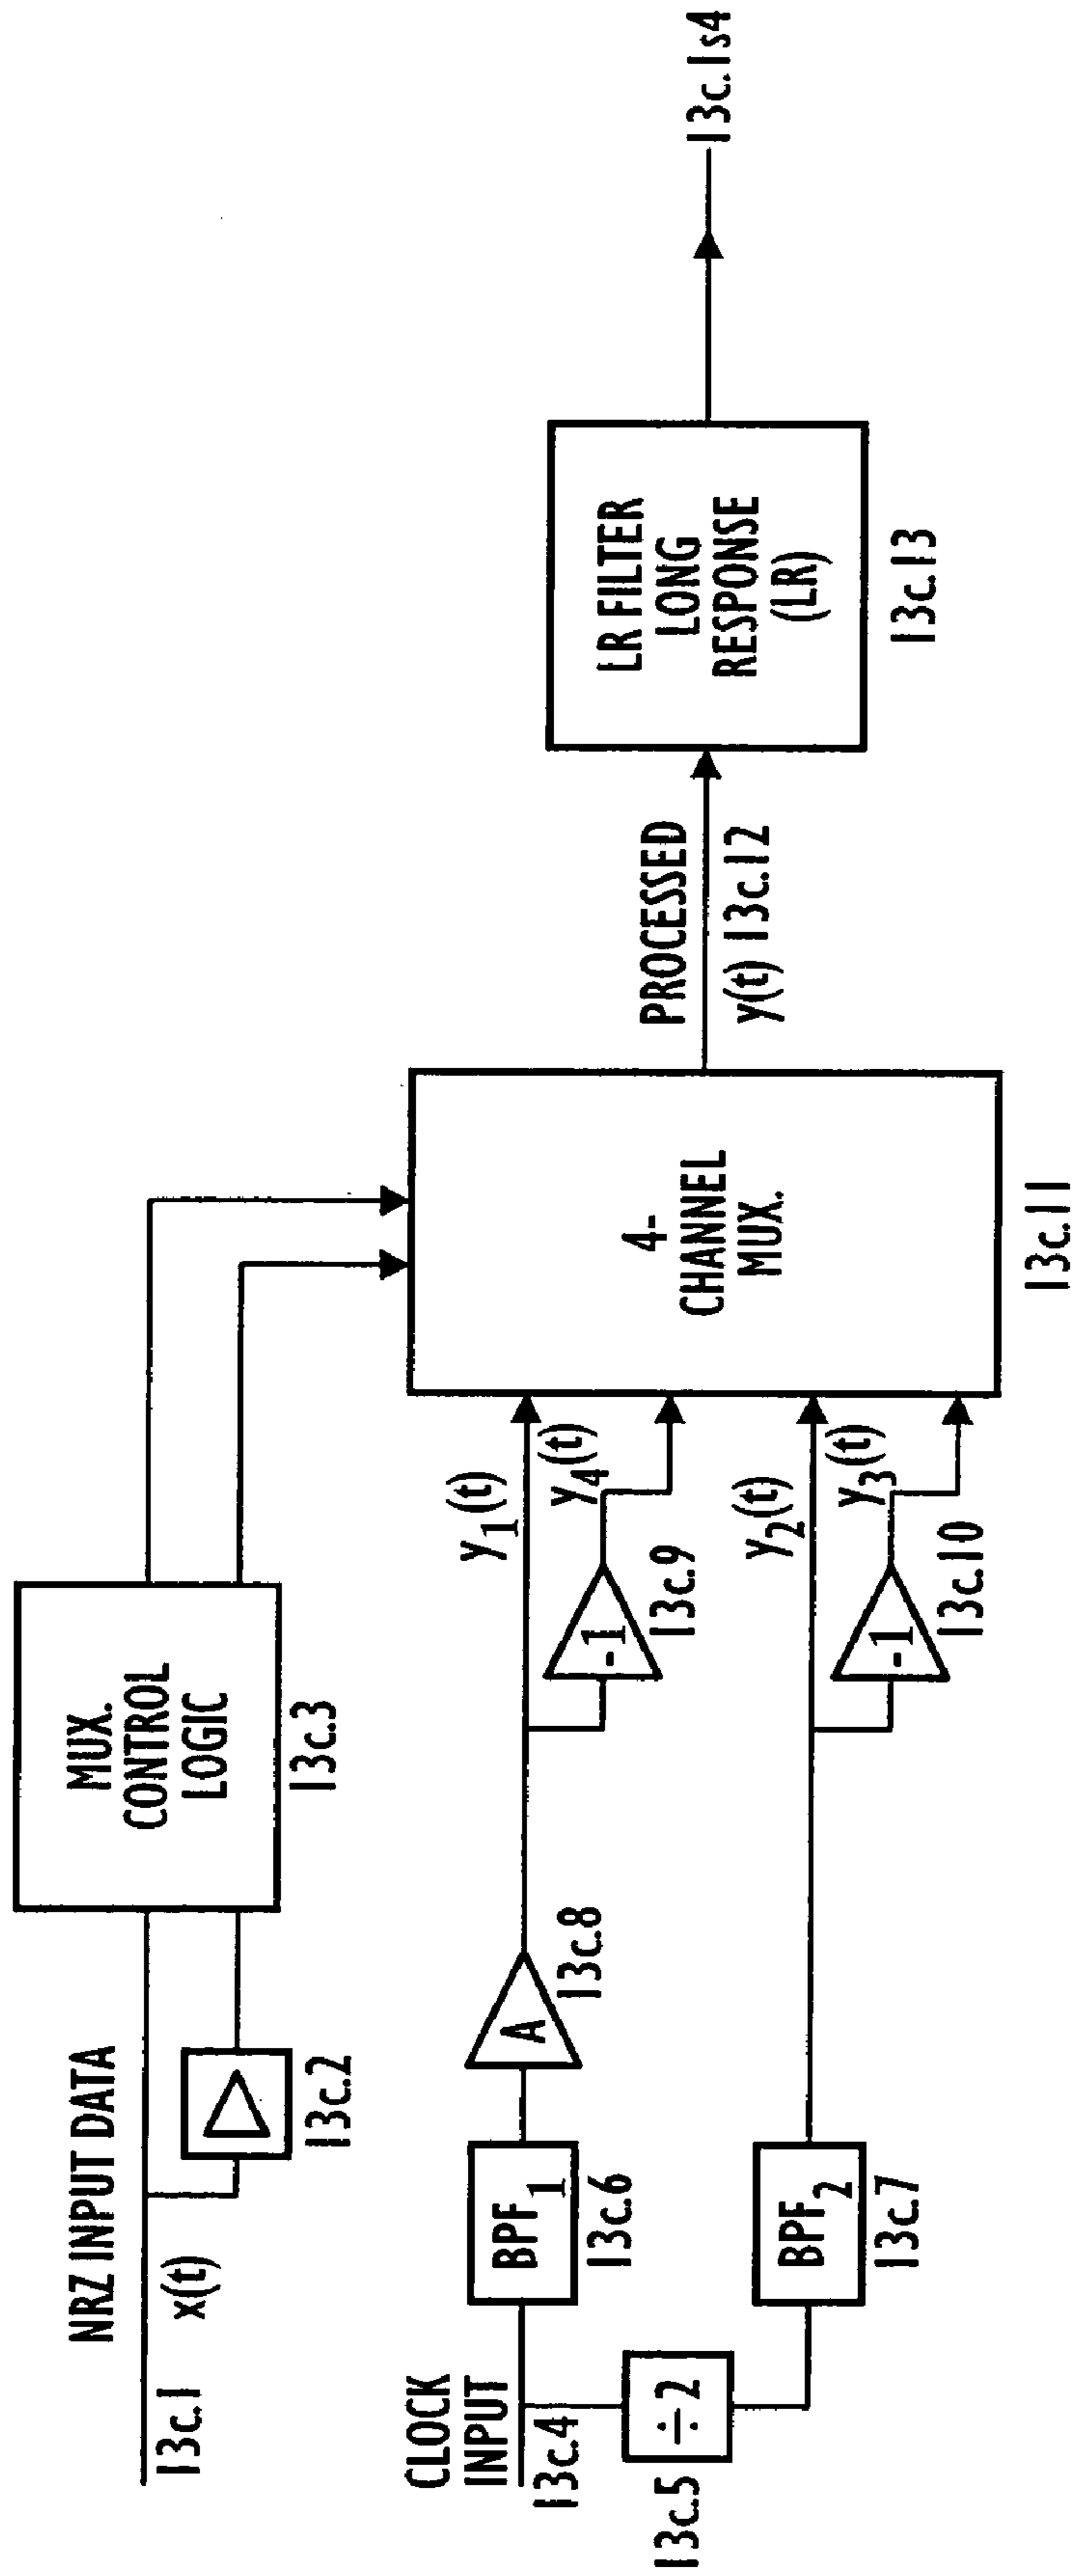 NRZ INPUT DATA
13c.1
x(t)
13c.2
MUX.
CONTROL
LOGIC
13c.3
CLOCK
INPUT
13c.4
÷2
13c.5
BPF1
13c.6
BPF2
13c.7
A
13c.8
y1(t)
-1
13c.9
y4(t)
y2(t)
-1
13c.10
y3(t)
4-
CHANNEL
MUX.
13c.11
PROCESSED
y(t) 13c.12
LR FILTER
LONG
RESPONSE
(LR)
13c.13
13c.1s4